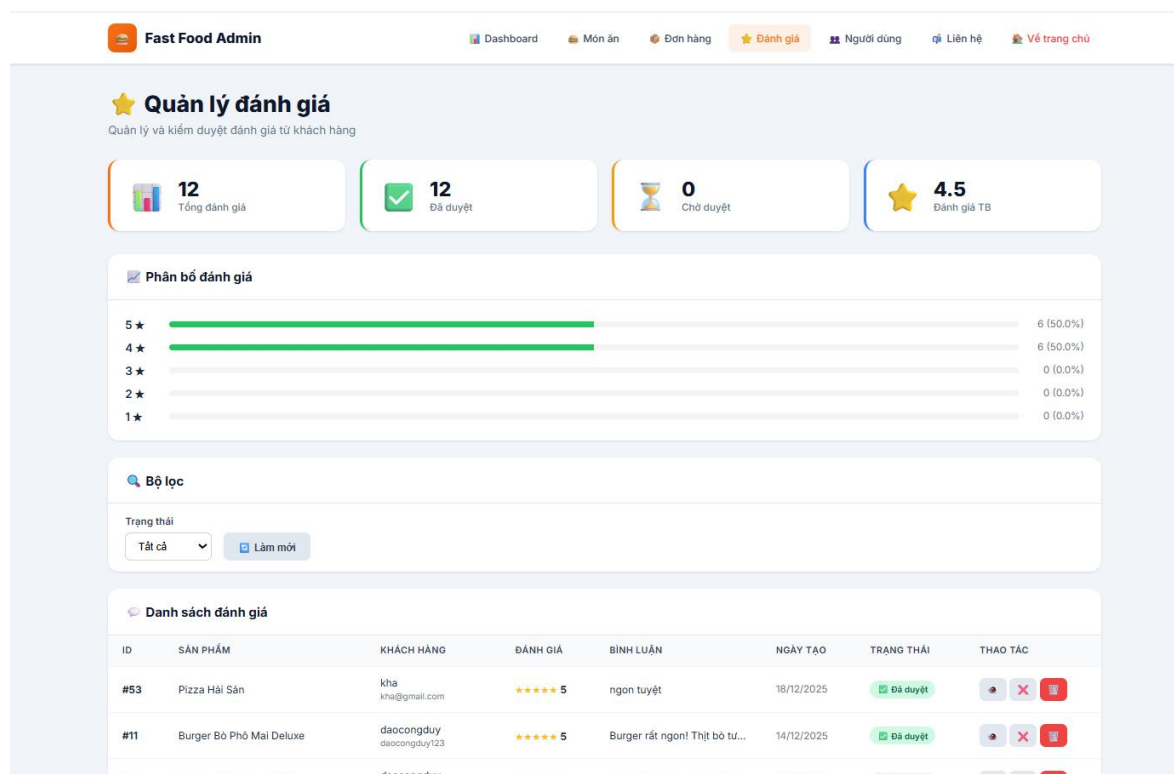 Fast Food Admin
Dashboard
Món ăn
Đơn hàng
Đánh giá
Người dùng
Liên hệ
Về trang chủ
Quản lý đánh giá
Quản lý và kiểm duyệt đánh giá từ khách hàng
12
Tổng đánh giá
12
Đã duyệt
0
Chờ duyệt
4.5
Đánh giá TB
Phân bố đánh giá
5 ★ 6 (50.0%)
4 ★ 6 (50.0%)
3 ★ 0 (0.0%)
2 ★ 0 (0.0%)
1 ★ 0 (0.0%)
Bộ lọc
Trạng thái
Tất cả
Làm mới
Danh sách đánh giá
ID SẢN PHẨM KHÁCH HÀNG ĐÁNH GIÁ BÌNH LUẬN NGÀY TẠO TRẠNG THÁI THAO TÁC
#53 Pizza Hải Sản kha ★★★★★ 5 ngon tuyệt 18/12/2025 Đã duyệt
kha@gmail.com
#11 Burger Bò Phô Mai Deluxe daocongduy ★★★★★ 5 Burger rất ngon! Thịt bò tư... 14/12/2025 Đã duyệt
daocongduy123